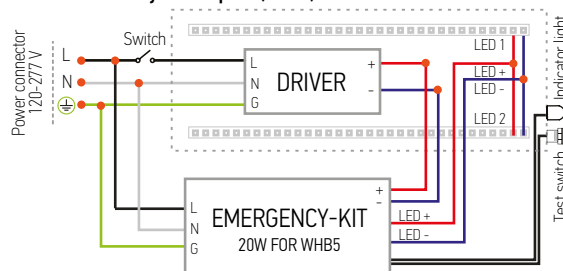 Power connector
120-277 V
L
N
Switch
L
N
G
DRIVER
+
-
LED 1
LED +
LED -
LED 2
Indicator light
Test switch
L
N
G
EMERGENCY-KIT
20W FOR WHB5
+
-
LED +
LED -